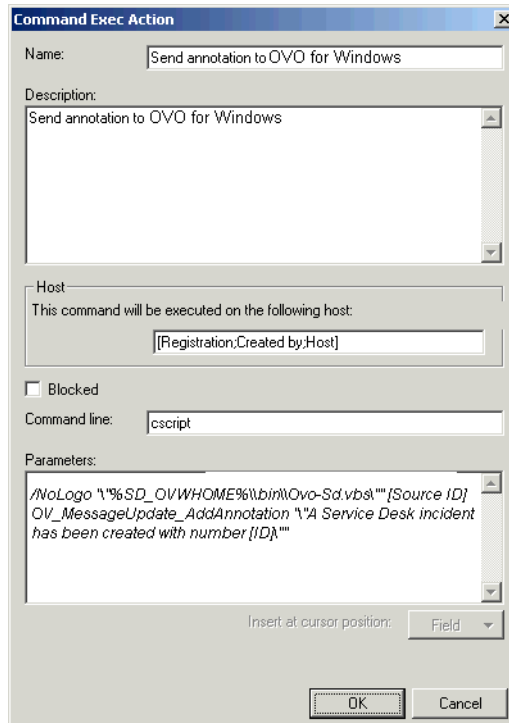 Command Exec Action
Name:
Send annotation to OVO for Windows
Description:
Send annotation to OVO for Windows
Host
This command will be executed on the following host:
[Registration;Created by;Host]
Blocked
Command line:
cscript
Parameters:
/NoLogo "\"%SD_OVWHOME%\\bin\\Ovo-Sd.vbs\"" [Source ID]
OV_MessageUpdate_AddAnnotation "\"A Service Desk incident
has been created with number [ID]\""
Insert at cursor position:
Field
OK
Cancel